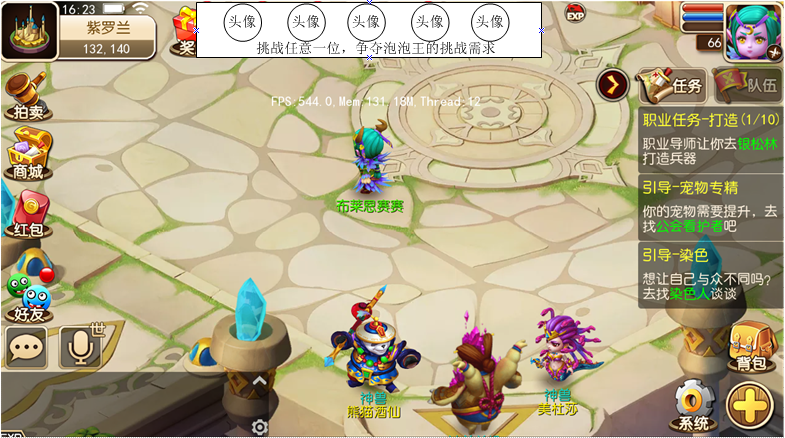 16:23
紫罗兰
132,140
奖
头像 头像 头像 头像 头像
挑战任意一位，争夺泡泡王的挑战需求
EXP
66
FPS:544.0,Mem:131.18M,Thread:12
拍卖
商城
红包
好友
世
布莱恩赛赛
任务
队伍
职业任务-打造(1/10)
职业导师让你去银松林
打造兵器
引导-宠物专精
你的宠物需要提升，去
找公会看护者吧
引导-染色
想让自己与众不同吗?
去找染色人谈谈
神兽
熊猫酒仙
神兽
美杜莎
背包
系统
EXP